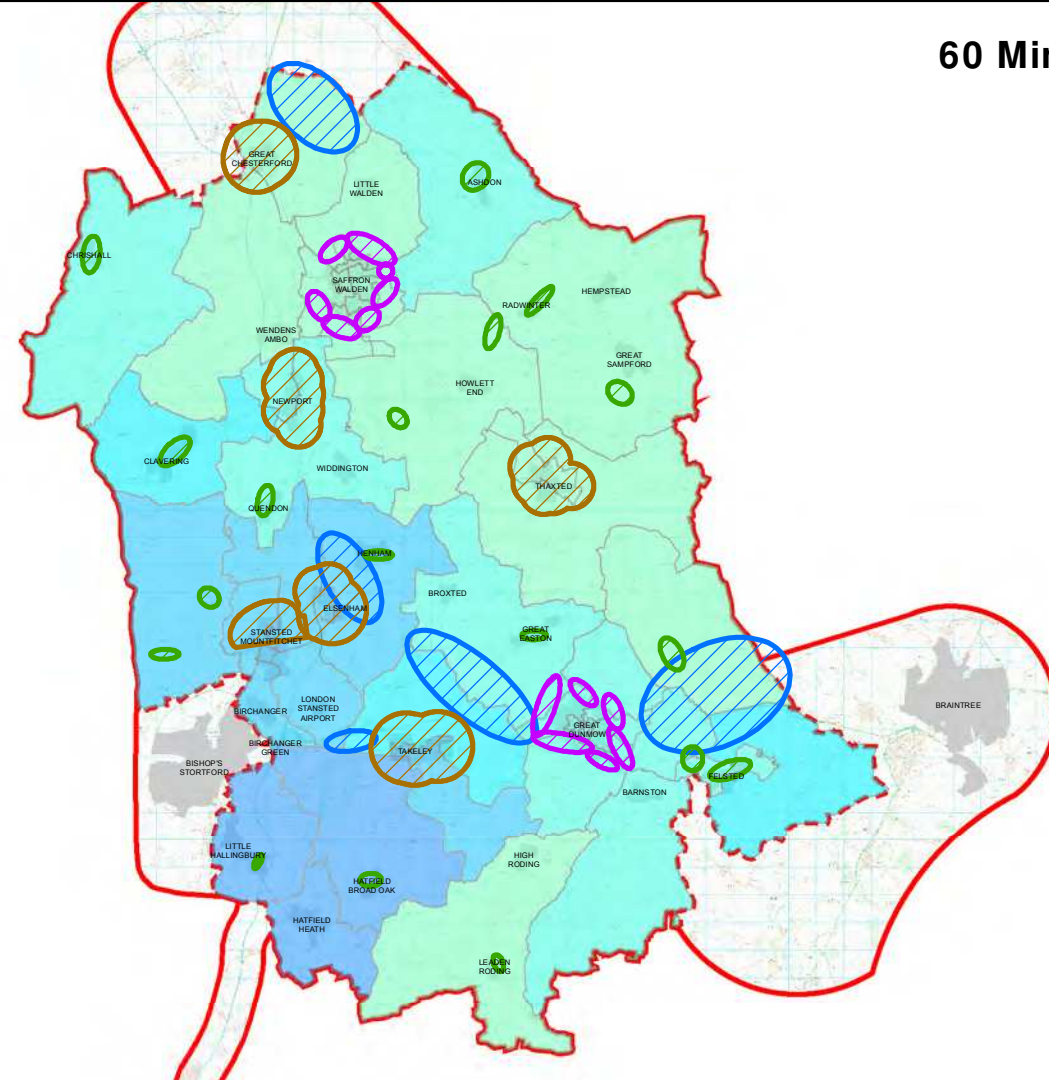 60 Min
GREAT
CHESTERFORD
LITTLE
WALDEN
ASHDON
CHRISHALL
SAFFRON
WALDEN
HEMPSTEAD
RADWINTER
WENDENS
AMBO
GREAT
SAMPFORD
HOWLETT
END
NEWPORT
CLAVERING
WIDDINGTON
THAXTED
QUENDON
HENHAM
BROXTED
ELSENHAM
STANSTED
MOUNTFITCHET
GREAT
EASTON
LONDON
STANSTED
AIRPORT
BIRCHANGER
BRAINTREE
GREAT
DUNMOW
BIRCHANGER
GREEN
TAKELEY
BISHOP'S
STORTFORD
FELSTED
BARNSTON
LITTLE
HALLINGBURY
HIGH
RODING
HATFIELD
BROAD OAK
HATFIELD
HEATH
LEADEN
RODING